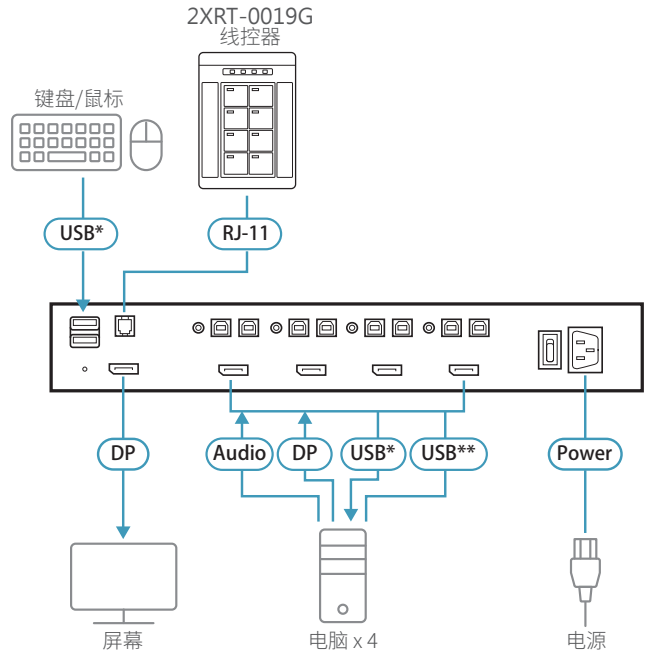 2XRT-0019G
线控器
键盘/鼠标
USB*
RJ-11
DP
Audio
DP
USB*
USB**
Power
屏幕
电脑 x 4
电源